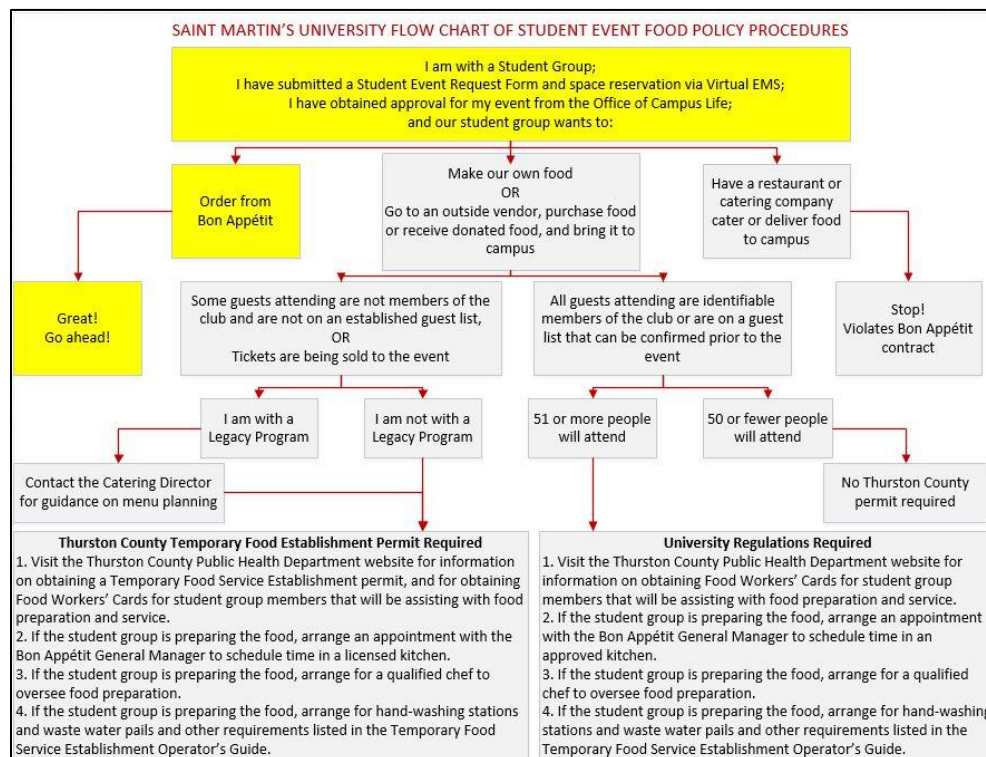 SAINT MARTIN'S UNIVERSITY FLOW CHART OF STUDENT EVENT FOOD POLICY PROCEDURES
I am with a Student Group;
I have submitted a Student Event Request Form and space reservation via Virtual EMS;
I have obtained approval for my event from the Office of Campus Life;
and our student group wants to:
Order from
Bon Appétit
Make our own food
OR
Go to an outside vendor, purchase food
or receive donated food, and bring it to
campus
Have a restaurant or
catering company
cater or deliver food
to campus
Great!
Go ahead!
Some guests attending are not members of the
club and are not on an established guest list,
OR
Tickets are being sold to the event
All guests attending are identifiable
members of the club or are on a guest
list that can be confirmed prior to the
event
Stop!
Violates Bon Appétit
contract
I am with a
Legacy Program
I am not with a
Legacy Program
51 or more people
will attend
50 or fewer people
will attend
Contact the Catering Director
for guidance on menu planning
No Thurston County
permit required
Thurston County Temporary Food Establishment Permit Required
1. Visit the Thurston County Public Health Department website for information
on obtaining a Temporary Food Service Establishment permit, and for obtaining
Food Workers' Cards for student group members that will be assisting with food
preparation and service.
2. If the student group is preparing the food, arrange an appointment with the
Bon Appétit General Manager to schedule time in a licensed kitchen.
3. If the student group is preparing the food, arrange for a qualified chef to
oversee food preparation.
4. If the student group is preparing the food, arrange for hand-washing stations
and waste water pails and other requirements listed in the Temporary Food
Service Establishment Operator's Guide.
University Regulations Required
1. Visit the Thurston County Public Health Department website for
information on obtaining Food Workers' Cards for student group
members that will be assisting with food preparation and service.
2. If the student group is preparing the food, arrange an appointment
with the Bon Appétit General Manager to schedule time in an
approved kitchen.
3. If the student group is preparing the food, arrange for a qualified
chef to oversee food preparation.
4. If the student group is preparing the food, arrange for hand-washing
stations and waste water pails and other requirements listed in the
Temporary Food Service Establishment Operator's Guide.